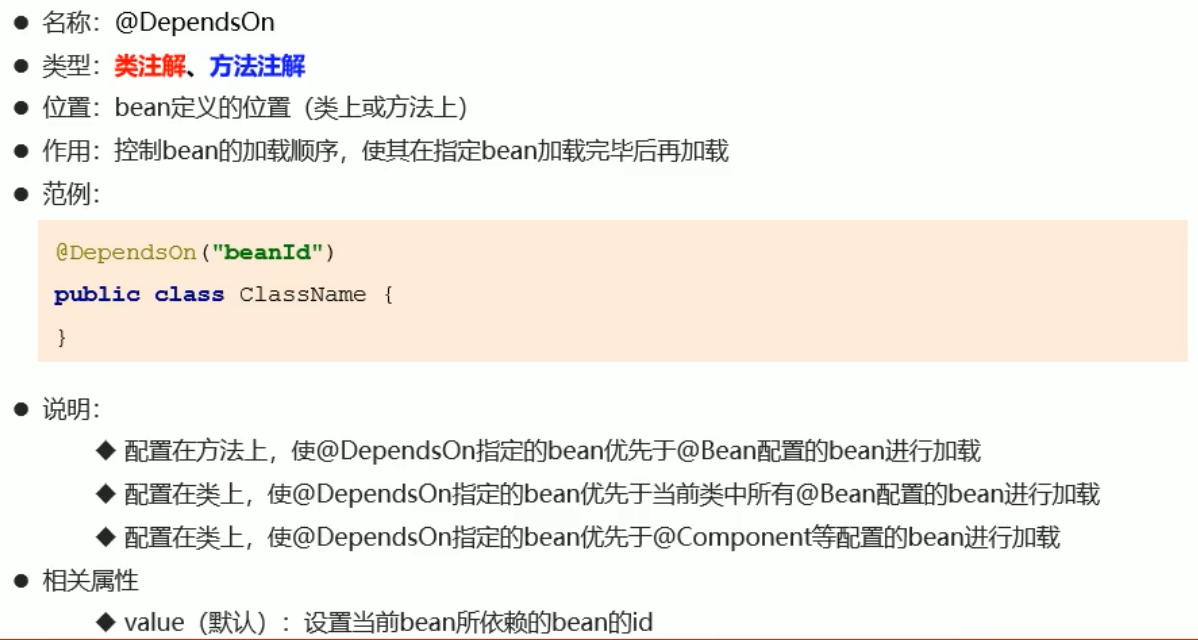 ● 名称：@DependsOn
● 类型：类注解、方法注解
● 位置：bean定义的位置（类上或方法上）
● 作用：控制bean的加载顺序，使其在指定bean加载完毕后再加载
● 范例：
@DependsOn("beanId")
public class ClassName {
}
● 说明：
◆ 配置在方法上，使@DependsOn指定的bean优先于@Bean配置的bean进行加载
◆ 配置在类上，使@DependsOn指定的bean优先于当前类中所有@Bean配置的bean进行加载
◆ 配置在类上，使@DependsOn指定的bean优先于@Component等配置的bean进行加载
● 相关属性
◆ value（默认）：设置当前bean所依赖的bean的id